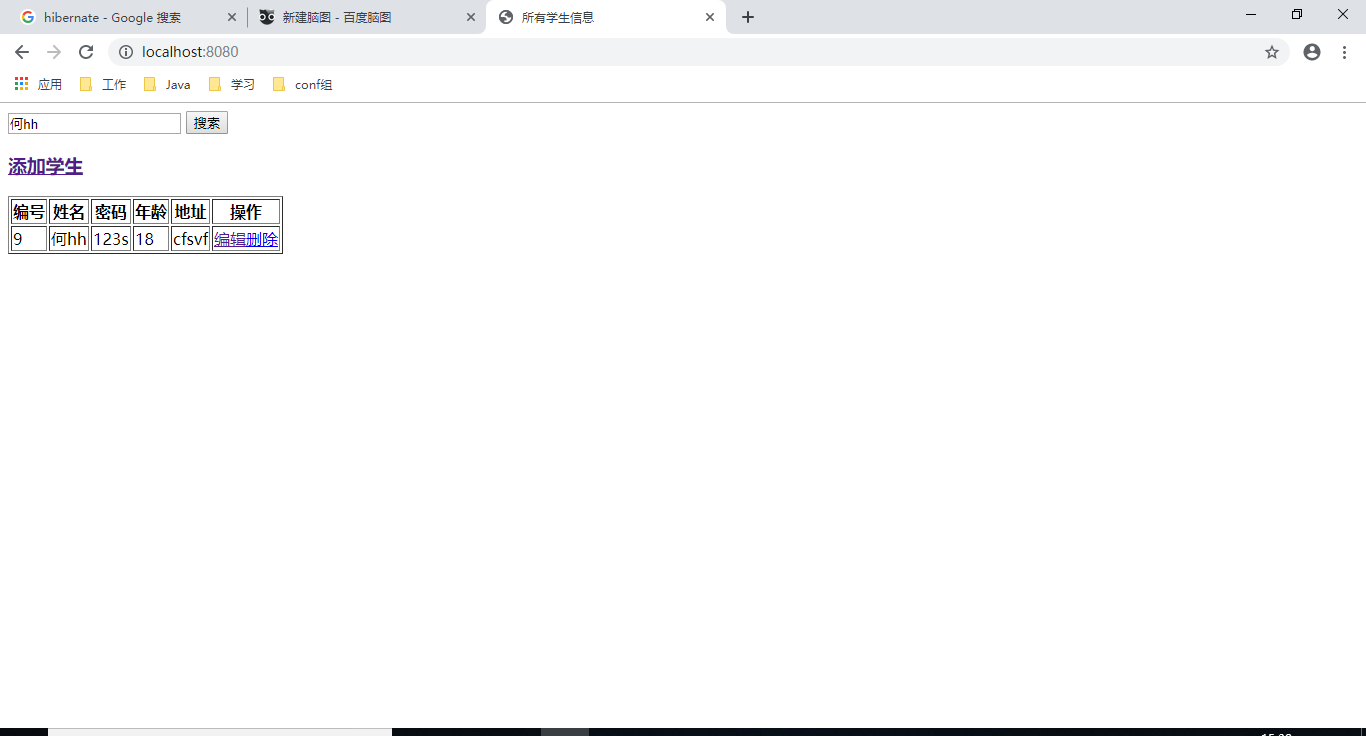 hibernate - Google 搜索
新建脑图 - 百度脑图
所有学生信息
localhost:8080
应用 工作 Java 学习 conf组
何hh 搜索
添加学生
编号 姓名 密码 年龄 地址 操作
9 何hh 123s 18 cfsvf 编辑删除